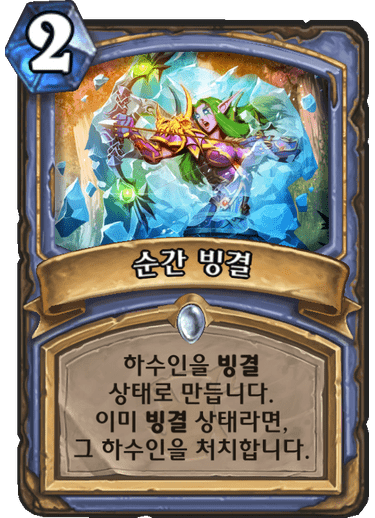 2
순간 빙결
하수인을 빙결
상태로 만듭니다.
이미 빙결 상태라면,
그 하수인을 처치합니다.